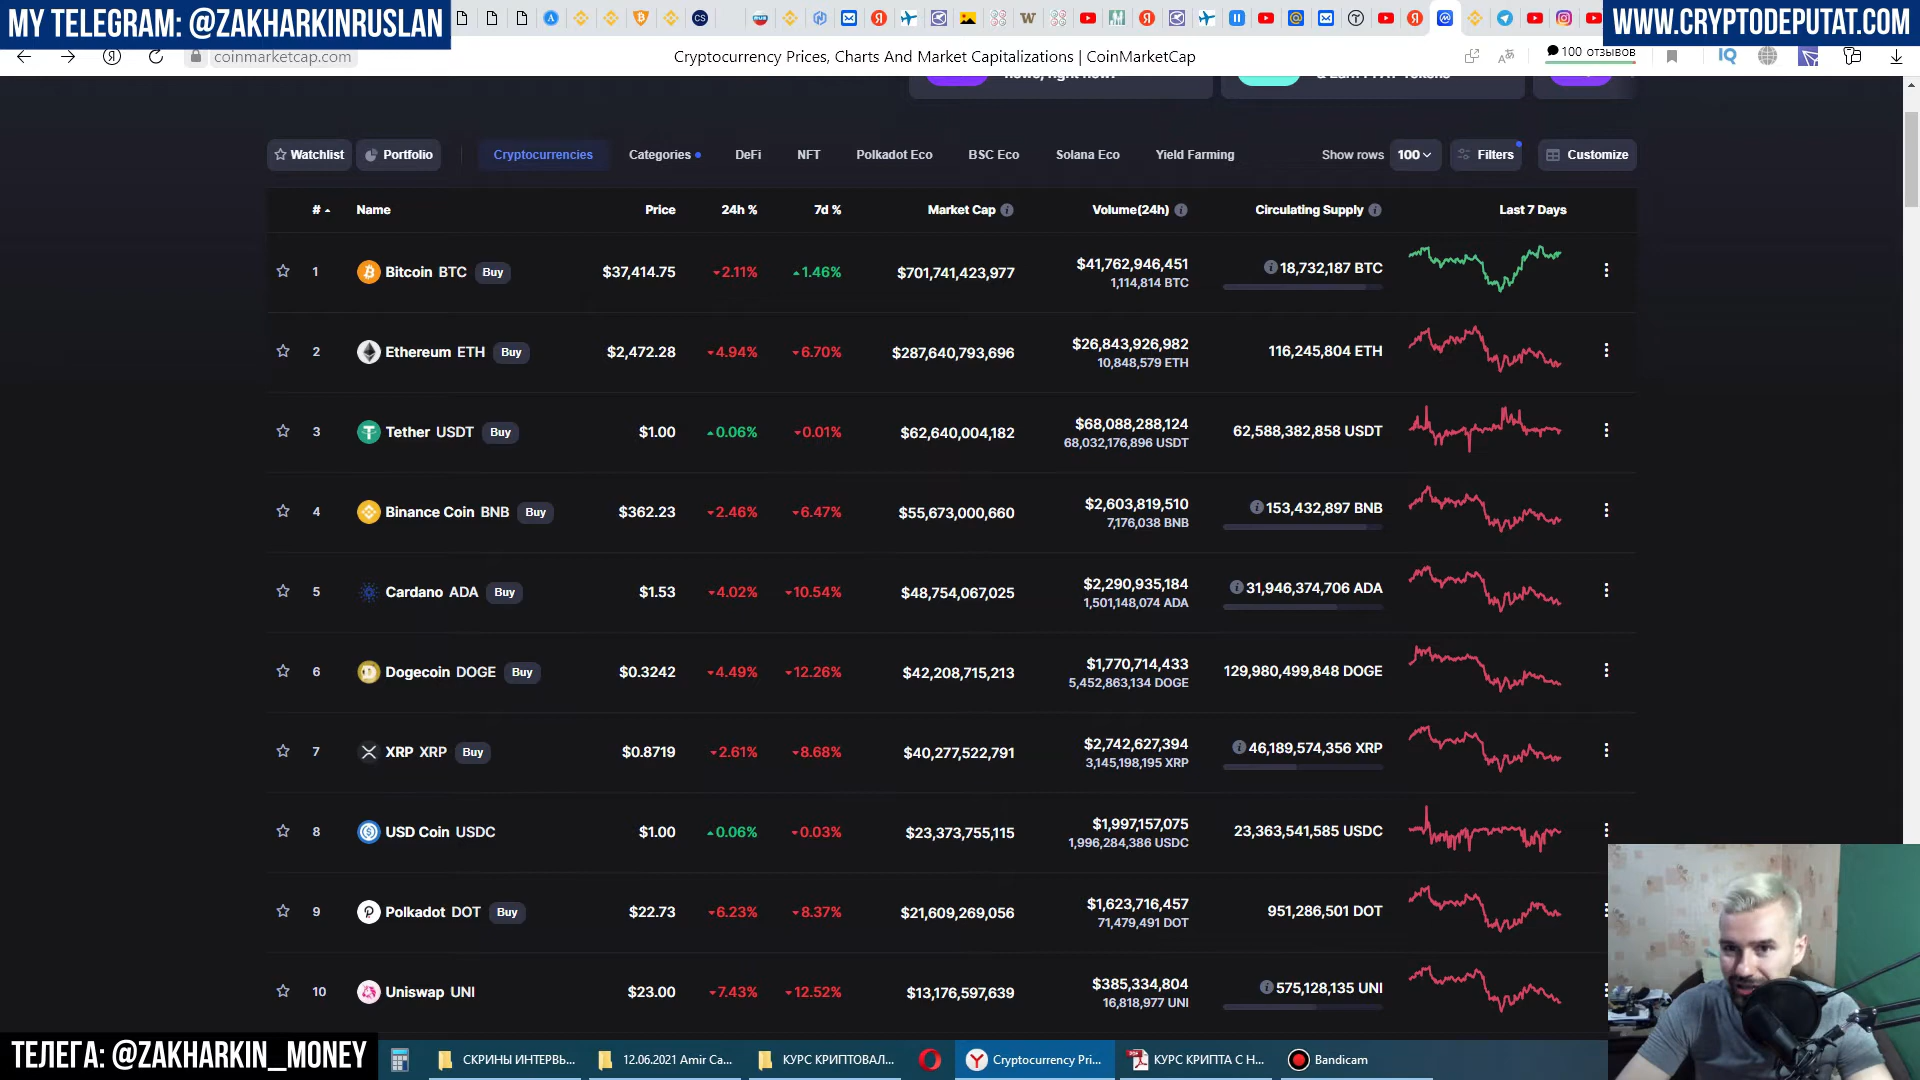 MY TELEGRAM: @ZAKHARKINRUSLAN
WWW.CRYPTODEPUTAT.COM
coinmarketcap.com
Cryptocurrency Prices, Charts And Market Capitalizations | CoinMarketCap
100 отзывов
Watchlist Portfolio Cryptocurrencies Categories DeFi NFT Polkadot Eco BSC Eco Solana Eco Yield Farming Show rows 100 Filters Customize
# Name Price 24h % 7d % Market Cap Volume(24h) Circulating Supply Last 7 Days
1 Bitcoin BTC Buy $37,414.75 2.11% 1.46% $701,741,423,977 $41,762,946,451 18,732,187 BTC
1,114,814 BTC
2 Ethereum ETH Buy $2,472.28 4.94% 6.70% $287,640,793,696 $26,843,926,982 116,245,804 ETH
10,848,579 ETH
3 Tether USDT Buy $1.00 0.06% 0.01% $62,640,004,182 $68,088,288,124 62,588,382,858 USDT
68,032,176,896 USDT
4 Binance Coin BNB Buy $362.23 2.46% 6.47% $55,673,000,660 $2,603,819,510 153,432,897 BNB
7,176,038 BNB
5 Cardano ADA Buy $1.53 4.02% 10.54% $48,754,067,025 $2,290,935,184 31,946,374,706 ADA
1,501,148,074 ADA
6 Dogecoin DOGE Buy $0.3242 4.49% 12.26% $42,208,715,213 $1,770,714,433 129,980,499,848 DOGE
5,452,863,134 DOGE
7 XRP XRP Buy $0.8719 2.61% 8.68% $40,277,522,791 $2,742,627,394 46,189,574,356 XRP
3,145,198,195 XRP
8 USD Coin USDC $1.00 0.06% 0.03% $23,373,755,115 $1,997,157,075 23,363,541,585 USDC
1,996,284,386 USDC
9 Polkadot DOT Buy $22.73 6.23% 8.37% $21,609,269,056 $1,623,716,457 951,286,501 DOT
71,479,491 DOT
10 Uniswap UNI $23.00 7.43% 12.52% $13,176,597,639 $385,334,804 575,128,135 UNI
16,818,977 UNI
ТЕЛЕГА: @ZAKHARKIN_MONEY
СКРИНЫ ИНТЕРВЬ... 12.06.2021 Amir Ca... КУРС КРИПТОВАЛ... Cryptocurrency Pri... КУРС КРИПТА С Н... Bandicam